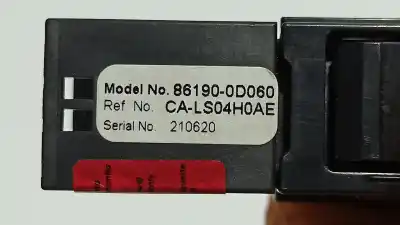 Model No. 86190-0D060
Ref No. CA-LS04H0AE
Serial No. 210620